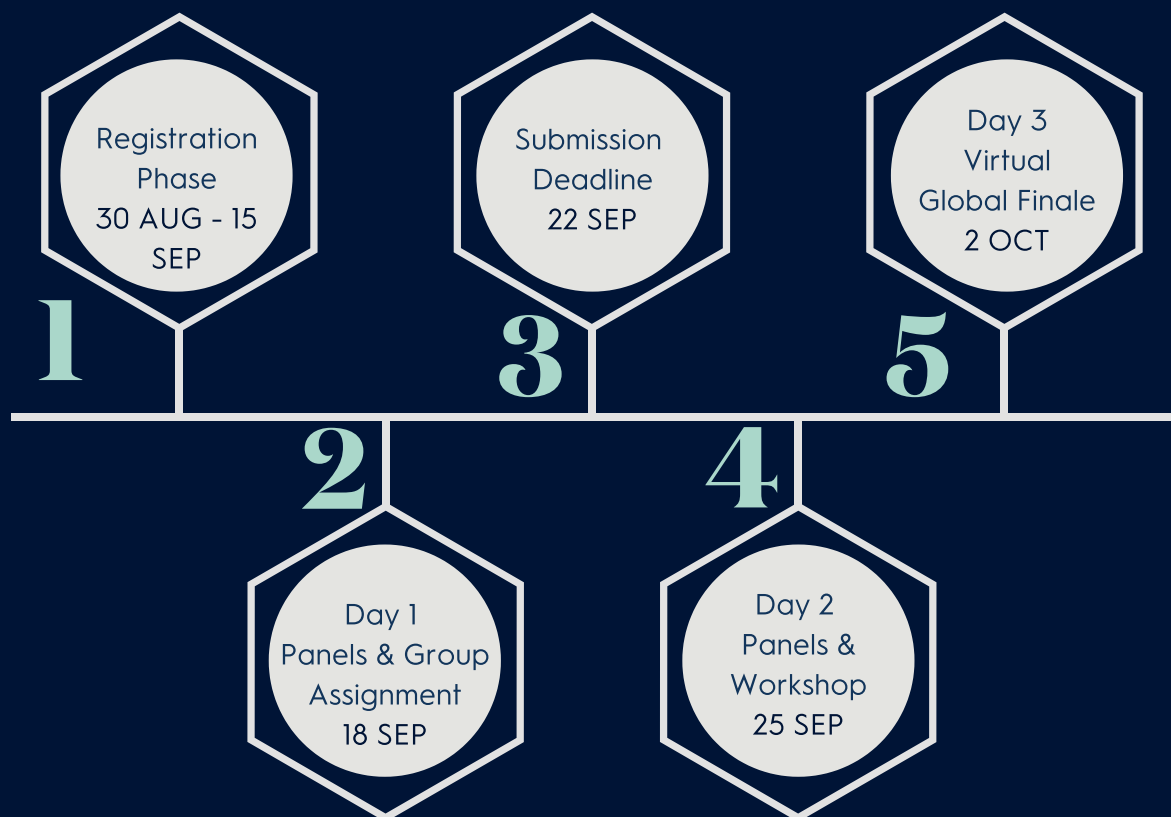 1
Registration
Phase
30 AUG - 15
SEP
2
Day 1
Panels & Group
Assignment
18 SEP
3
Submission
Deadline
22 SEP
4
Day 2
Panels &
Workshop
25 SEP
5
Day 3
Virtual
Global Finale
2 OCT